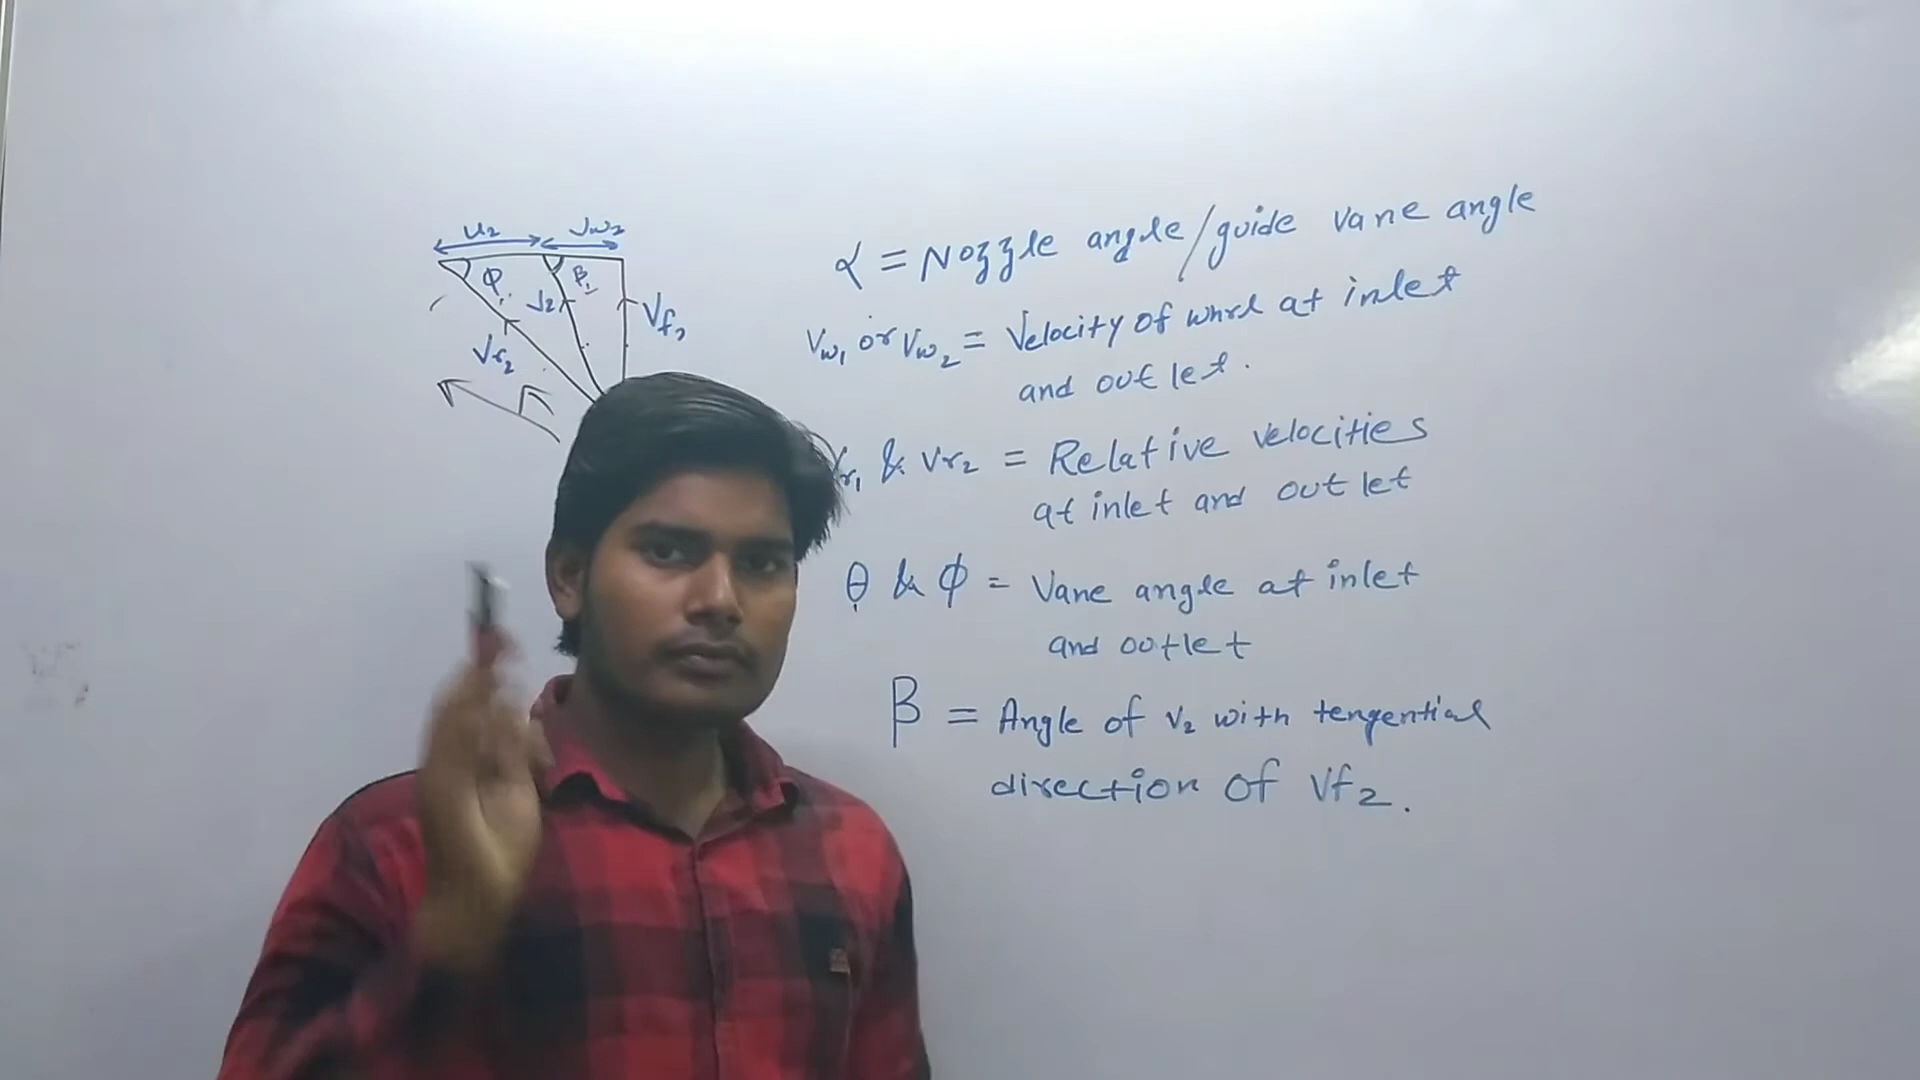 u₂ Vw₂
φ β
V₂ Vf₂
Vr₂
α = Nozzle angle/guide vane angle
Vw₁ or Vw₂ = Velocity of whirl at inlet
and outlet.
r₁ & Vr₂ = Relative velocities
at inlet and outlet
θ & φ = Vane angle at inlet
and outlet
β = Angle of V₂ with tengential
direction of Vf₂.